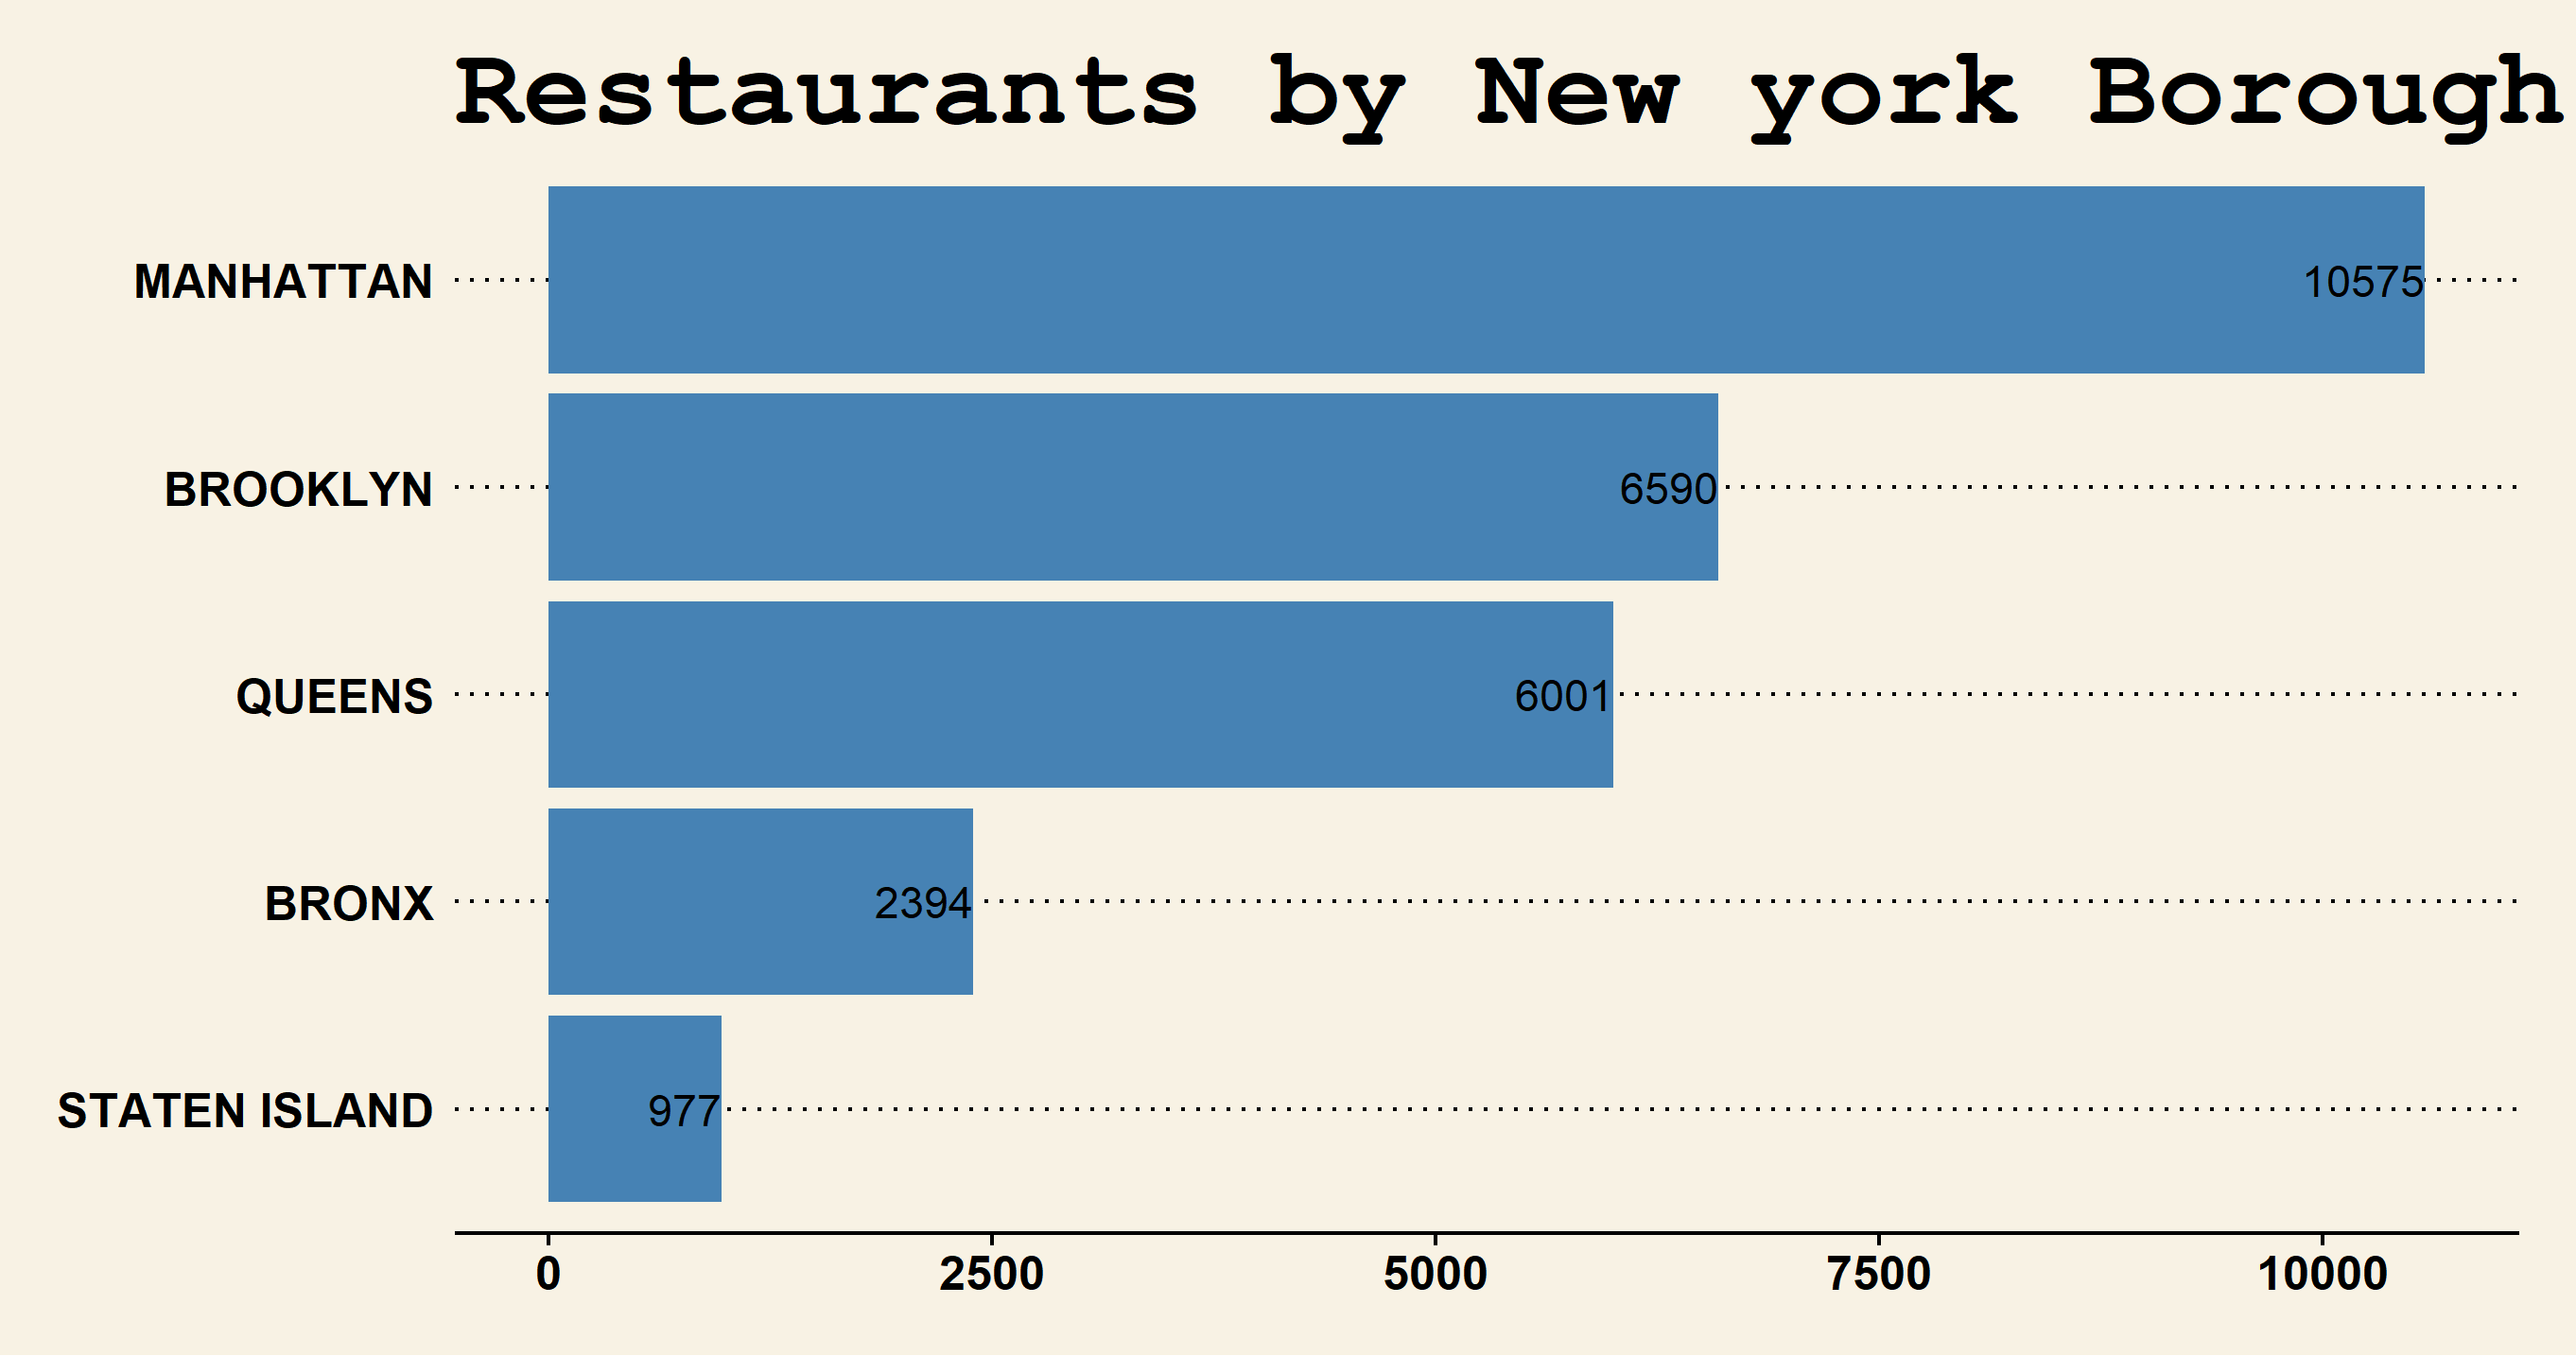 Restaurants by New york Borough
MANHATTAN 10575
BROOKLYN 6590
QUEENS 6001
BRONX 2394
STATEN ISLAND 977
0 2500 5000 7500 10000